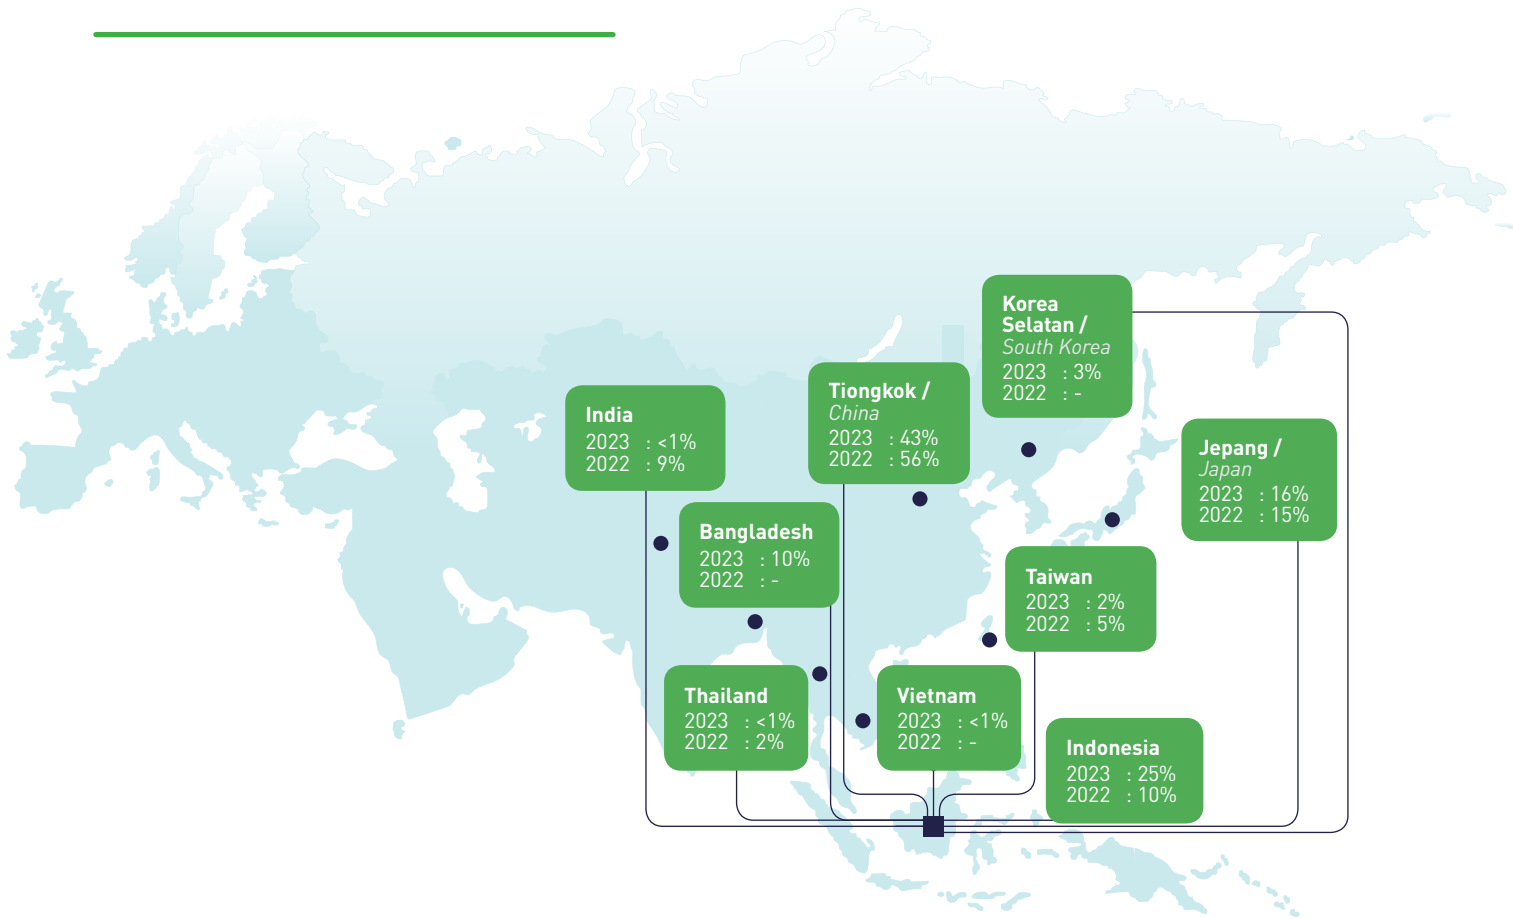 Korea
Selatan /
South Korea
2023 : 3%
2022 : -
Tiongkok /
China
2023 : 43%
2022 : 56%
India
2023 : <1%
2022 : 9%
Jepang /
Japan
2023 : 16%
2022 : 15%
Bangladesh
2023 : 10%
2022 : -
Taiwan
2023 : 2%
2022 : 5%
Thailand
2023 : <1%
2022 : 2%
Vietnam
2023 : <1%
2022 : -
Indonesia
2023 : 25%
2022 : 10%